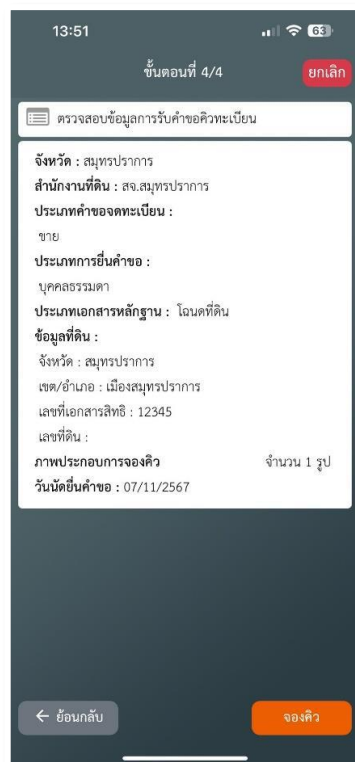 13:51
63
ขั้นตอนที่ 4/4
ยกเลิก
ตรวจสอบข้อมูลการรับคำขอคิวทะเบียน
จังหวัด : สมุทรปราการ
สำนักงานที่ดิน : สจ.สมุทรปราการ
ประเภทคำขอจดทะเบียน :
ขาย
ประเภทการยื่นคำขอ :
บุคคลธรรมดา
ประเภทเอกสารหลักฐาน : โฉนดที่ดิน
ข้อมูลที่ดิน :
จังหวัด : สมุทรปราการ
เขต/อำเภอ : เมืองสมุทรปราการ
เลขที่เอกสารสิทธิ : 12345
เลขที่ดิน :
ภาพประกอบการจองคิว จำนวน 1 รูป
วันนัดยื่นคำขอ : 07/11/2567
← ย้อนกลับ
จองคิว